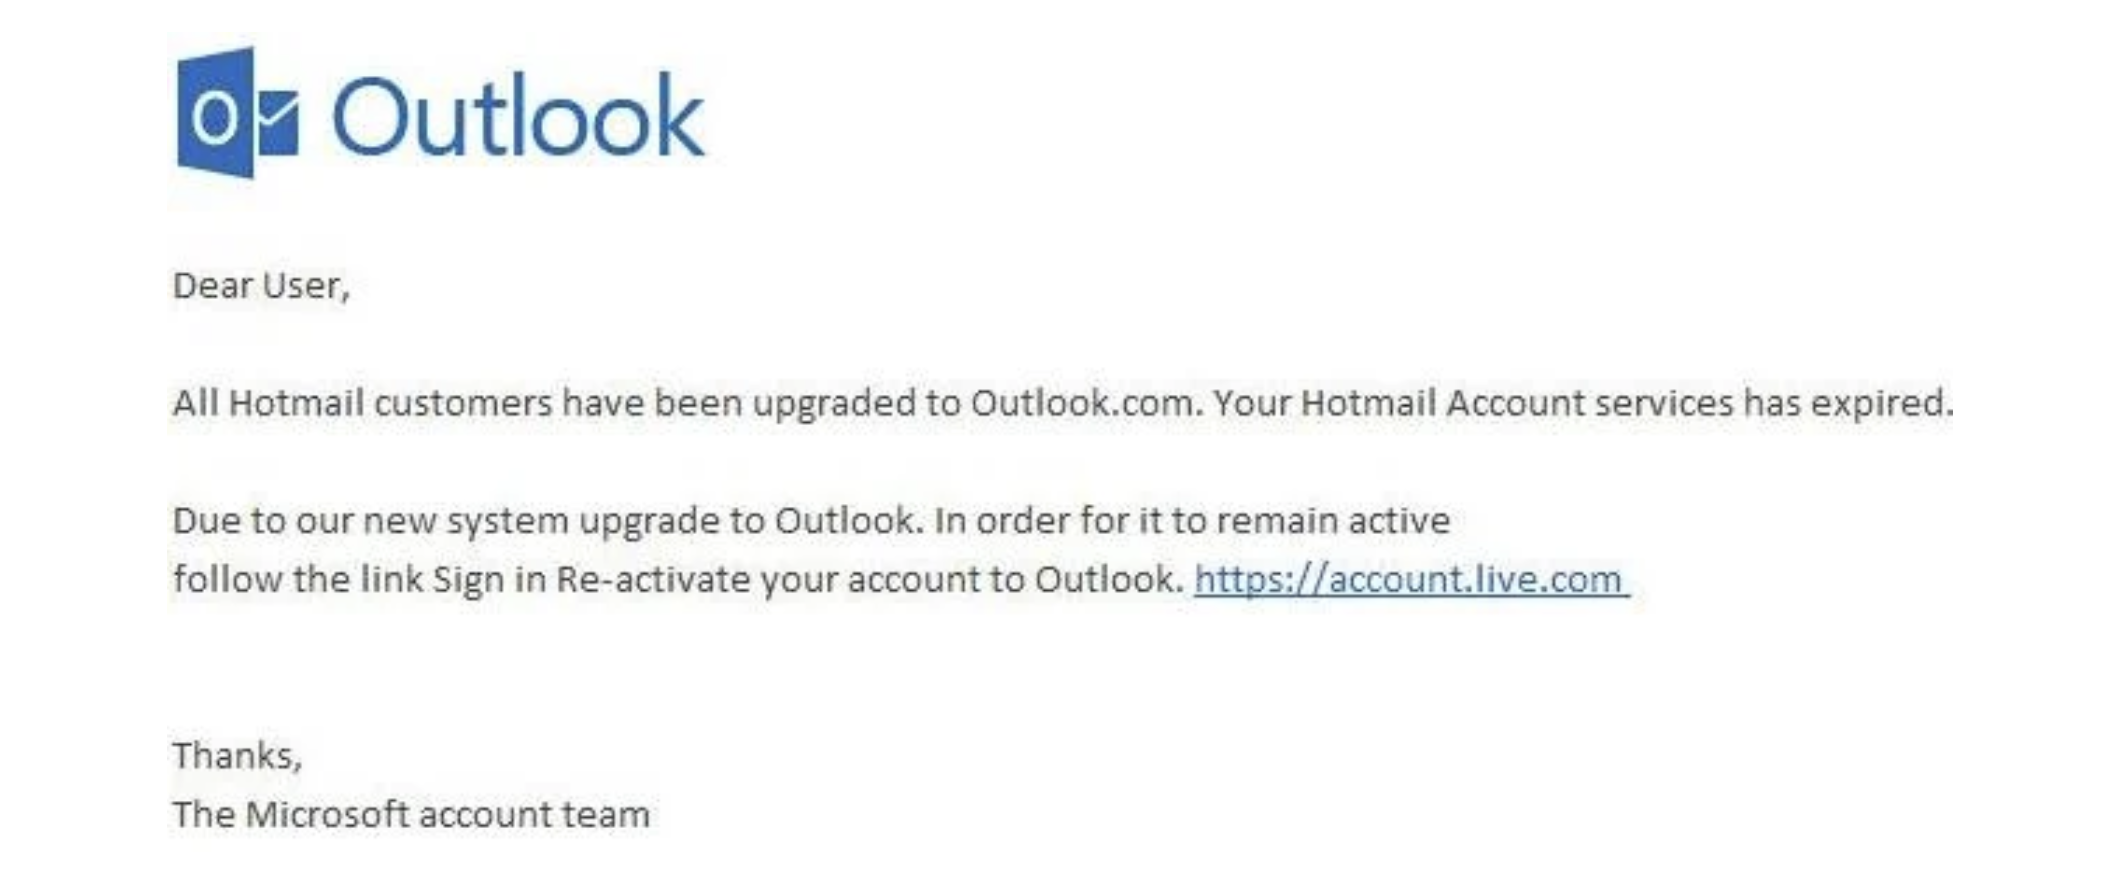 Outlook
Dear User,
All Hotmail customers have been upgraded to Outlook.com. Your Hotmail Account services has expired.
Due to our new system upgrade to Outlook. In order for it to remain active
follow the link Sign in Re-activate your account to Outlook. https://account.live.com
Thanks,
The Microsoft account team